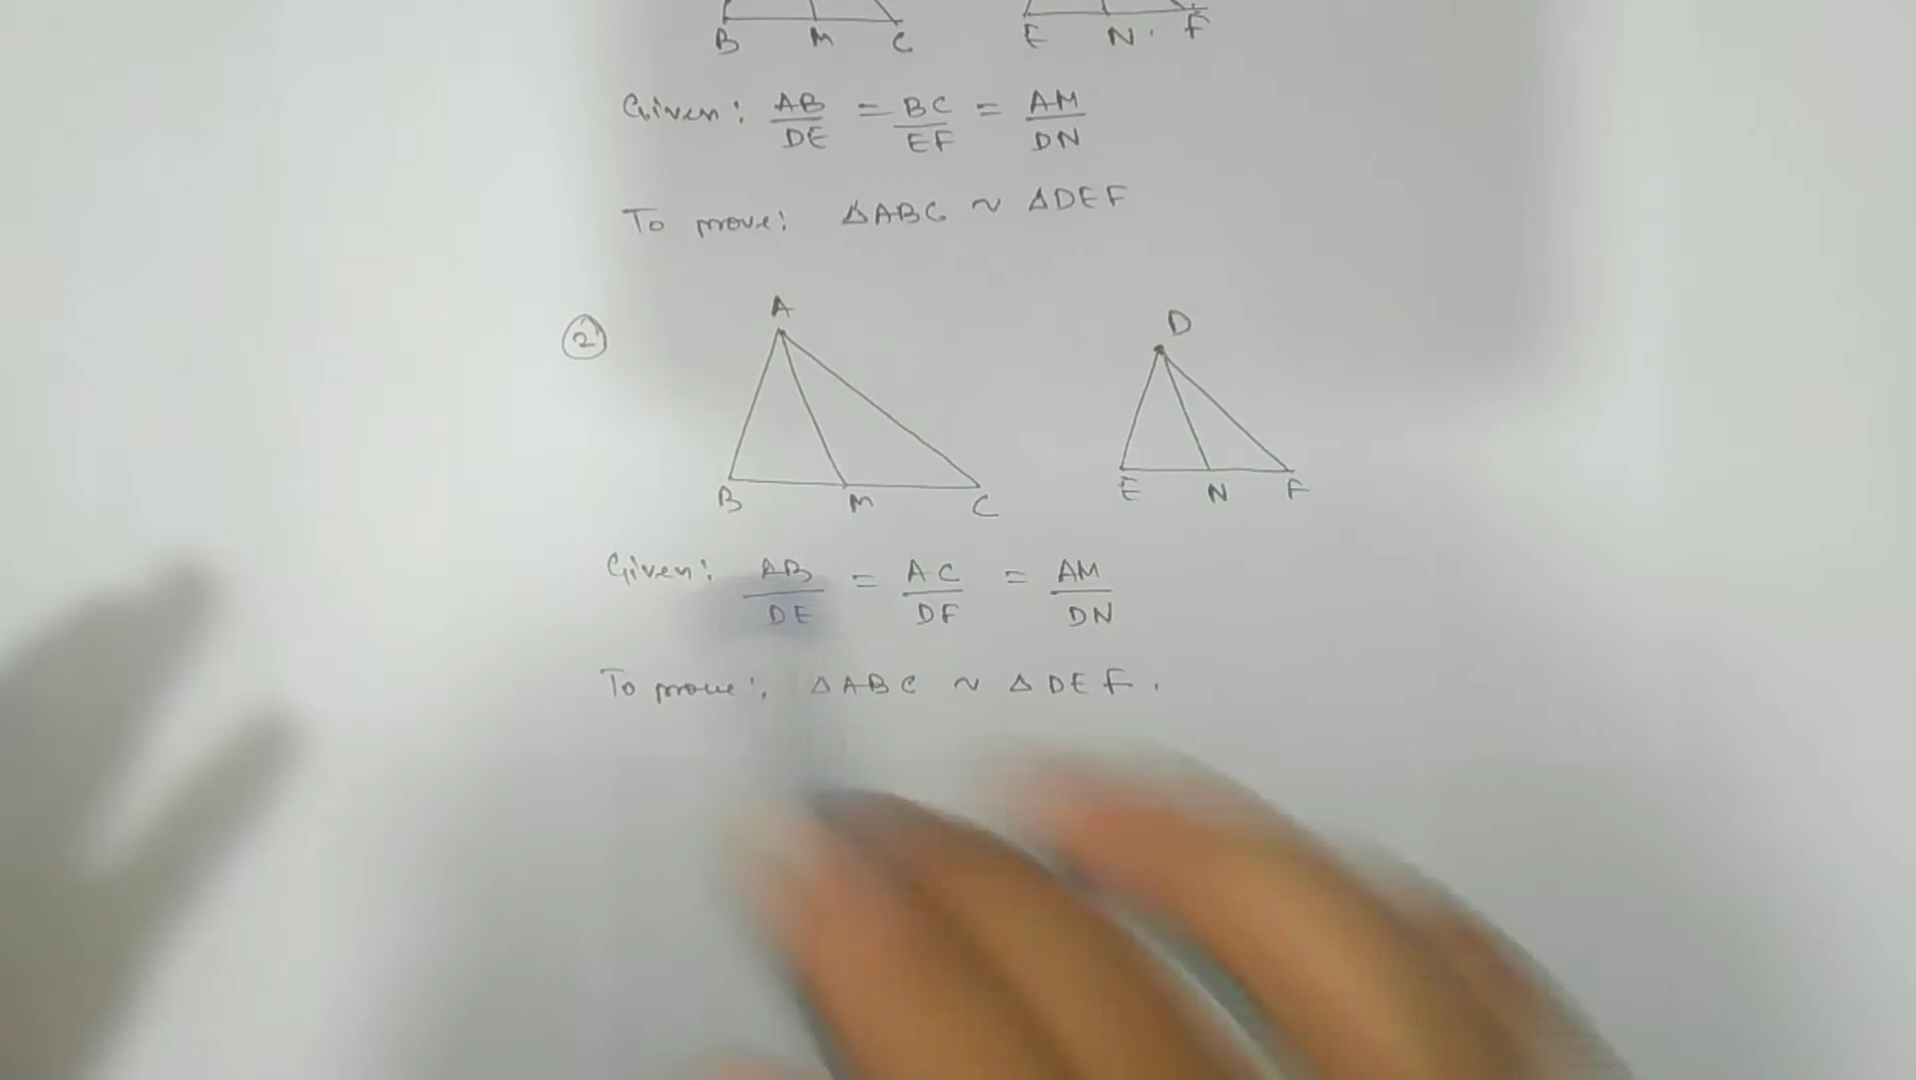 B M C E N F
Given: AB/DE = BC/EF = AM/DN
To prove: ΔABC ~ ΔDEF
②
A D
B M C E N F
Given: AB/DE = AC/DF = AM/DN
To prove: ΔABC ~ ΔDEF.